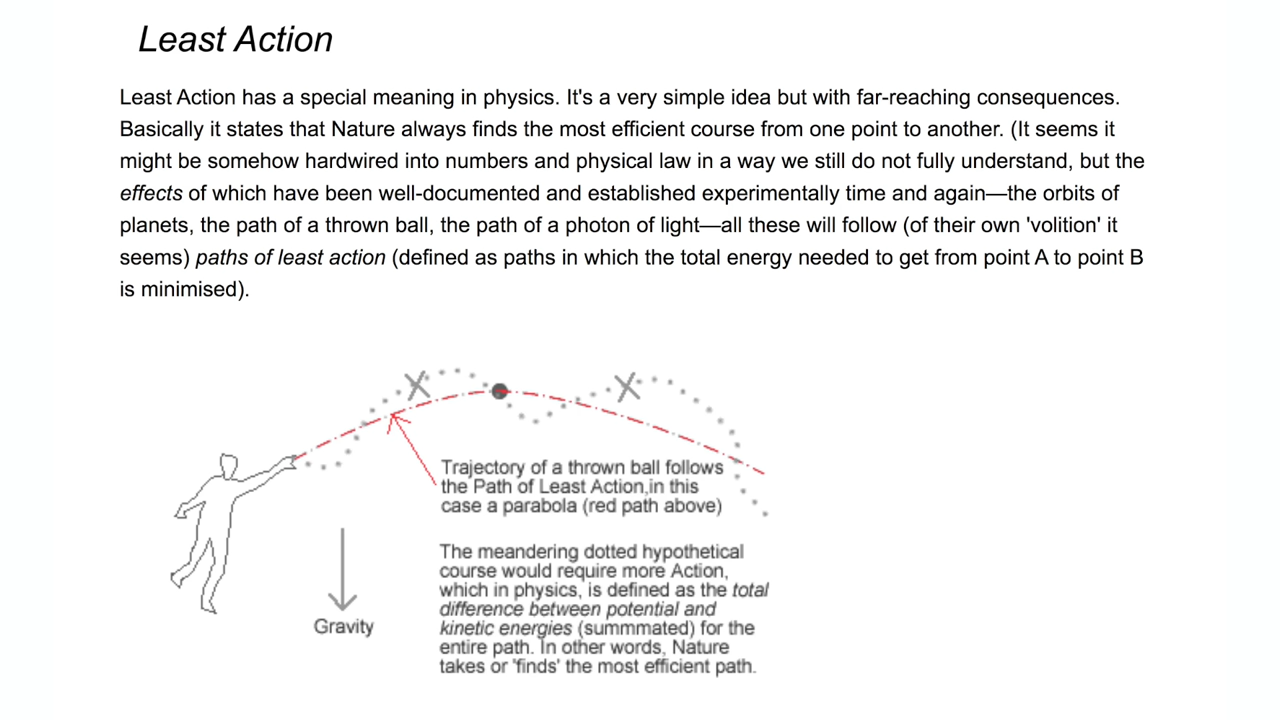 Least Action
Least Action has a special meaning in physics. It's a very simple idea but with far-reaching consequences.
Basically it states that Nature always finds the most efficient course from one point to another. (It seems it
might be somehow hardwired into numbers and physical law in a way we still do not fully understand, but the
effects of which have been well-documented and established experimentally time and again—the orbits of
planets, the path of a thrown ball, the path of a photon of light—all these will follow (of their own 'volition' it
seems) paths of least action (defined as paths in which the total energy needed to get from point A to point B
is minimised).
Trajectory of a thrown ball follows
the Path of Least Action,in this
case a parabola (red path above)
The meandering dotted hypothetical
course would require more Action,
which in physics, is defined as the total
difference between potential and
kinetic energies (summmated) for the
entire path. In other words, Nature
takes or 'finds' the most efficient path.
Gravity